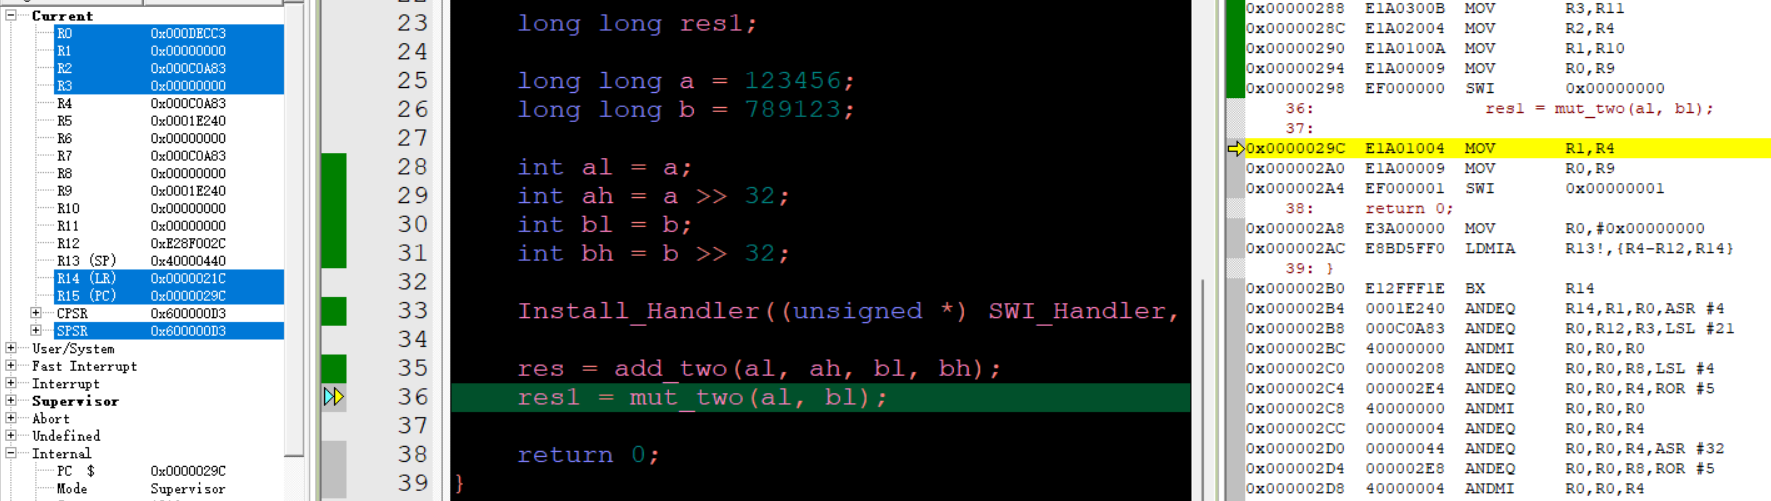 Current
R0 0x000DECC3
R1 0x00000000
R2 0x000C0A83
R3 0x00000000
R4 0x000C0A83
R5 0x0001E240
R6 0x00000000
R7 0x000C0A83
R8 0x00000000
R9 0x0001E240
R10 0x00000000
R11 0x00000000
R12 0xE28F002C
R13 (SP) 0x40000440
R14 (LR) 0x0000021C
R15 (PC) 0x0000029C
CPSR 0x600000D3
SPSR 0x600000D3
User/System
Fast Interrupt
Interrupt
Supervisor
Abort
Undefined
Internal
PC $ 0x0000029C
Mode Supervisor
23 long long res1;
24
25 long long a = 123456;
26 long long b = 789123;
27
28 int al = a;
29 int ah = a >> 32;
30 int bl = b;
31 int bh = b >> 32;
32
33 Install_Handler((unsigned *) SWI_Handler,
34
35 res = add_two(al, ah, bl, bh);
36 res1 = mut_two(al, bl);
37
38 return 0;
39 }
0x00000288 E1A0300B MOV R3,R11
0x0000028C E1A02004 MOV R2,R4
0x00000290 E1A0100A MOV R1,R10
0x00000294 E1A00009 MOV R0,R9
0x00000298 EF000000 SWI 0x00000000
36: res1 = mut_two(al, bl);
37:
0x0000029C E1A01004 MOV R1,R4
0x000002A0 E1A00009 MOV R0,R9
0x000002A4 EF000001 SWI 0x00000001
38: return 0;
0x000002A8 E3A00000 MOV R0,#0x00000000
0x000002AC E8BD5FF0 LDMIA R13!,{R4-R12,R14}
39: }
0x000002B0 E12FFF1E BX R14
0x000002B4 0001E240 ANDEQ R14,R1,R0,ASR #4
0x000002B8 000C0A83 ANDEQ R0,R12,R3,LSL #21
0x000002BC 40000000 ANDMI R0,R0,R0
0x000002C0 00000208 ANDEQ R0,R0,R8,LSL #4
0x000002C4 000002E4 ANDEQ R0,R0,R4,ROR #5
0x000002C8 40000000 ANDMI R0,R0,R0
0x000002CC 00000004 ANDEQ R0,R0,R4
0x000002D0 00000044 ANDEQ R0,R0,R4,ASR #32
0x000002D4 000002E8 ANDEQ R0,R0,R8,ROR #5
0x000002D8 40000004 ANDMI R0,R0,R4